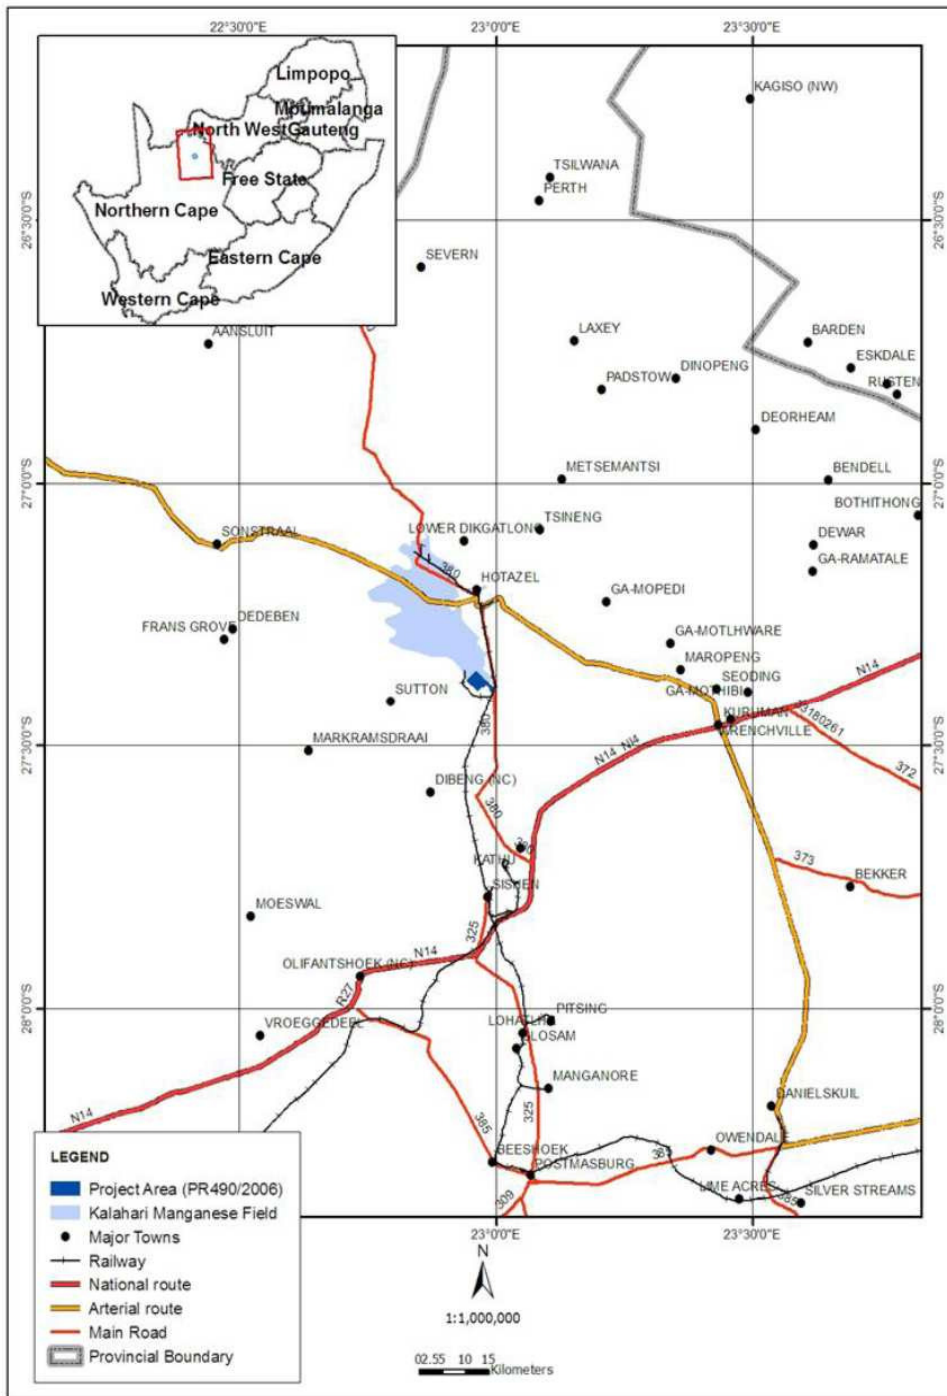 22°30'0"E
23°00'0"E
23°30'0"E
Limpopo
Mpumalanga
North West
Gauteng
Free State
Northern Cape
Eastern Cape
Western Cape
KAGISO (NW)
TSILWANA
PERTH
26°30'0"S
26°30'0"S
SEVERN
AANSLUIT
LAXEY
BARDEN
ESKDALE
DINOPENG
PADSTOW
RUSTEN
DEORHEAM
METSEMANTSI
BENDELL
27°0'0"S
27°0'0"S
BOTHITHONG
SONSTRAAL
LOWER DIKGATLONG
TSINENG
DEWAR
GA-RAMATALE
380
HOTAZEL
GA-MOPEDI
DEDEBEN
FRANS GROVE
GA-MOTLHWARE
MAROPENG
N14
SUTTON
SEODING
GA-MOTHIBI
KURUMAN
WRENCHVILLE
J3180261
380
27°30'0"S
27°30'0"S
MARKRAMSDRAAI
N14
N14
372
DIBENG (NC)
380
380
KATHU
373
BEKKER
SISHEN
MOESWAL
325
N14
OLIFANTSHOEK (NC)
R27
28°0'0"S
28°0'0"S
PITSING
VROEGGEDEEL
LOHATLHA
GLOSAM
MANGANORE
DANIELSKUIL
N14
385
325
OWENDALE
BEESHOEK
385
POSTMASBURG
309
LIME ACRES
385
SILVER STREAMS
23°0'0"E
23°30'0"E
LEGEND
Project Area (PR490/2006)
Kalahari Manganese Field
Major Towns
Railway
National route
Arterial route
Main Road
Provincial Boundary
N
1:1,000,000
02.55 10 15
Kilometers